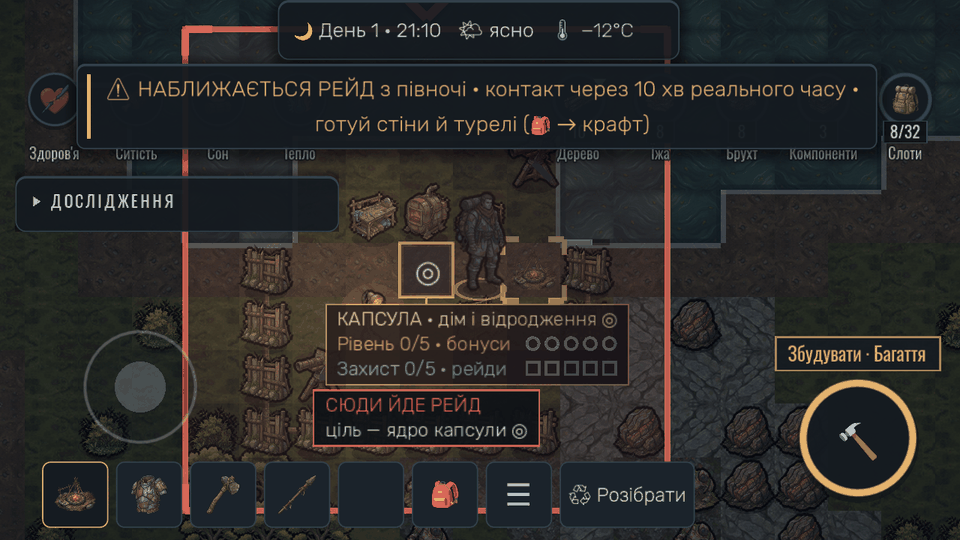 День 1 • 21:10 ясно −12°C
⚠ НАБЛИЖАЄТЬСЯ РЕЙД з півночі • контакт через 10 хв реального часу •
готуй стіни й турелі (🎒 → крафт)
8/32
Здоров'я Ситість Сон Тепло Дерево Їжа Брухт Компоненти Слоти
▸ ДОСЛІДЖЕННЯ
КАПСУЛА • дім і відродження ◎
Рівень 0/5 • бонуси
Захист 0/5 • рейди
Збудувати · Багаття
СЮДИ ЙДЕ РЕЙД
ціль — ядро капсули ◎
Розібрати